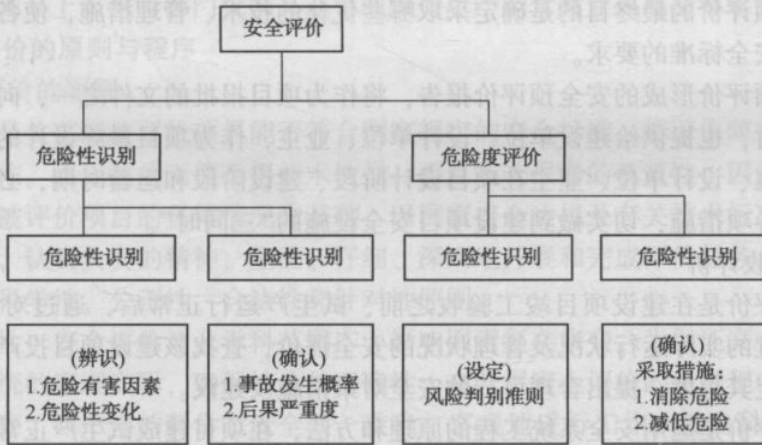 安全评价
危险性识别
危险度评价
危险性识别
危险性识别
危险性识别
危险性识别
(辨识)
1.危险有害因素
2.危险性变化
(确认)
1.事故发生概率
2.后果严重度
(设定)
风险判别准则
(确认)
采取措施:
1.消除危险
2.减低危险